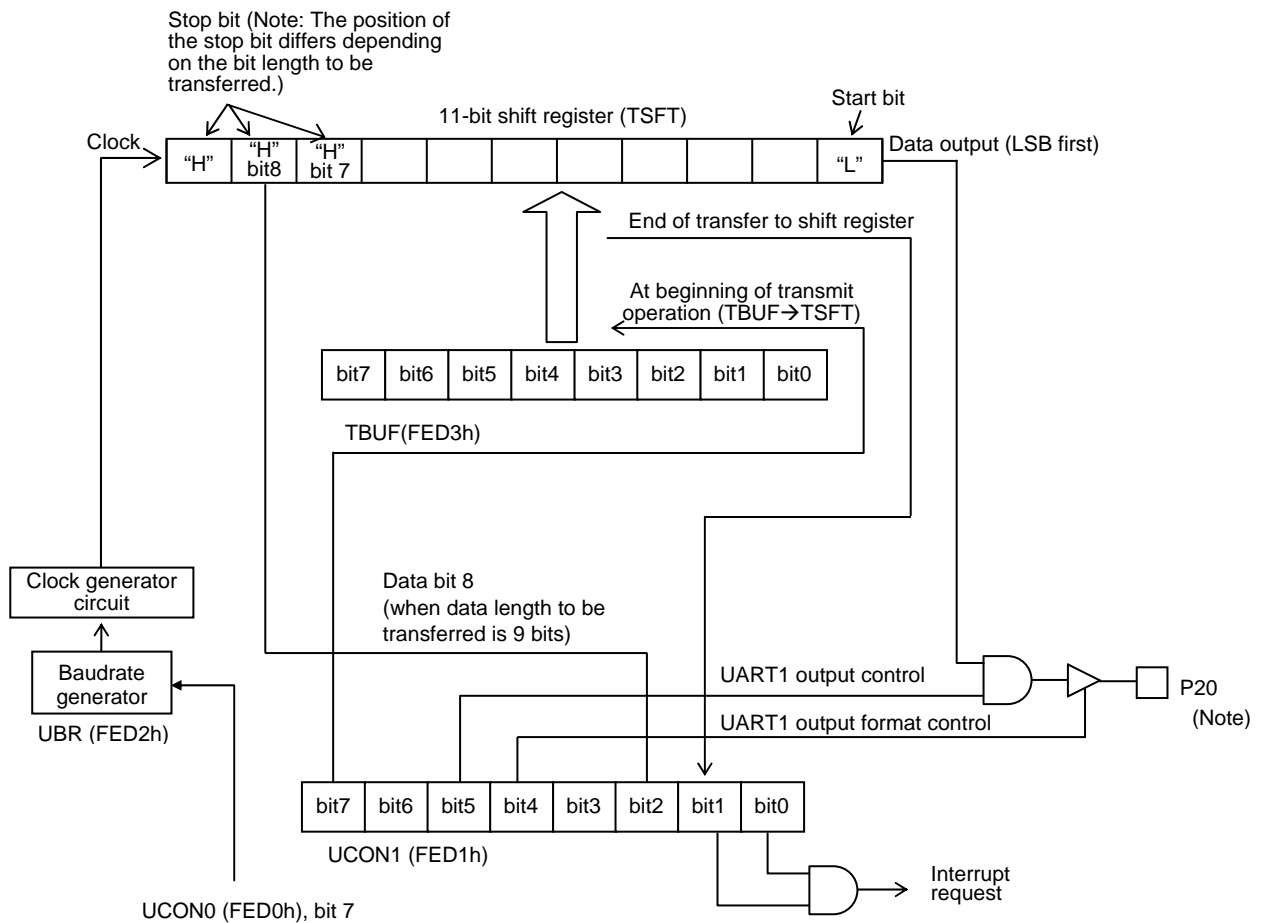 Stop bit (Note: The position of
the stop bit differs depending
on the bit length to be
transferred.)
11-bit shift register (TSFT)
Start bit
Clock
Data output (LSB first)
“H”
“H”
bit8
“H”
bit 7
“L”
End of transfer to shift register
At beginning of transmit
operation (TBUF→TSFT)
bit7 bit6 bit5 bit4 bit3 bit2 bit1 bit0
TBUF(FED3h)
Clock generator
circuit
Data bit 8
(when data length to be
transferred is 9 bits)
Baudrate
generator
UBR (FED2h)
UART1 output control
UART1 output format control
P20
(Note)
bit7 bit6 bit5 bit4 bit3 bit2 bit1 bit0
UCON1 (FED1h)
Interrupt
request
UCON0 (FED0h), bit 7